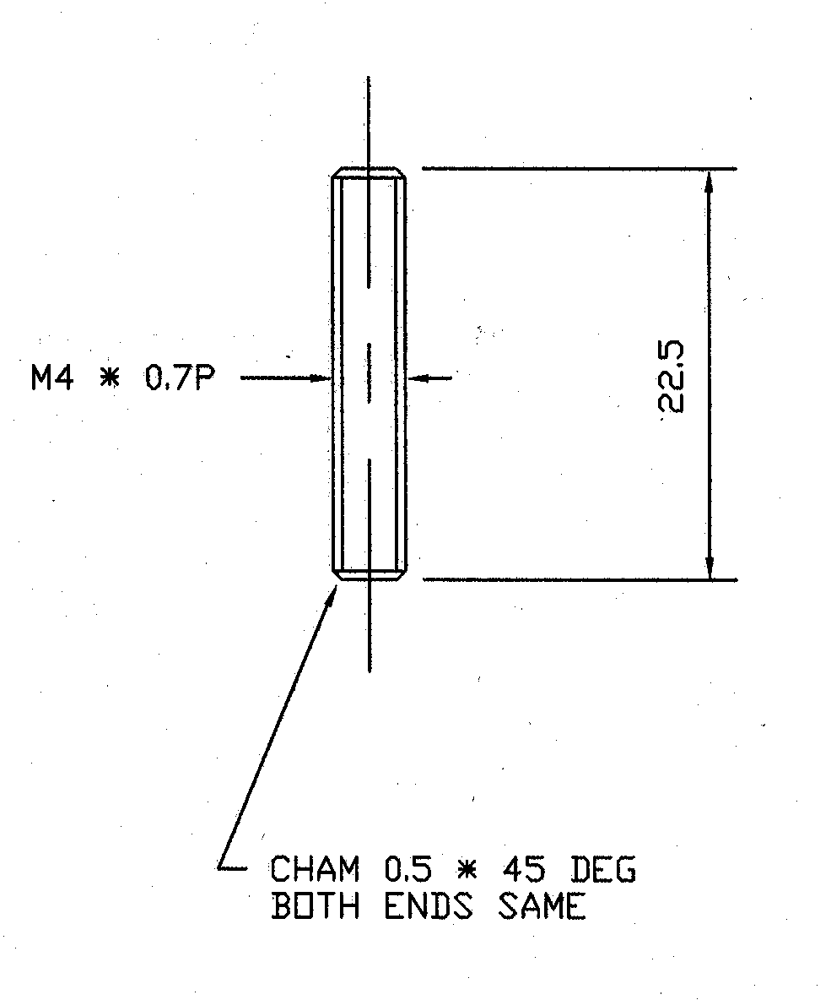 M4 * 0.7P
22.5
CHAM 0.5 * 45 DEG
BOTH ENDS SAME